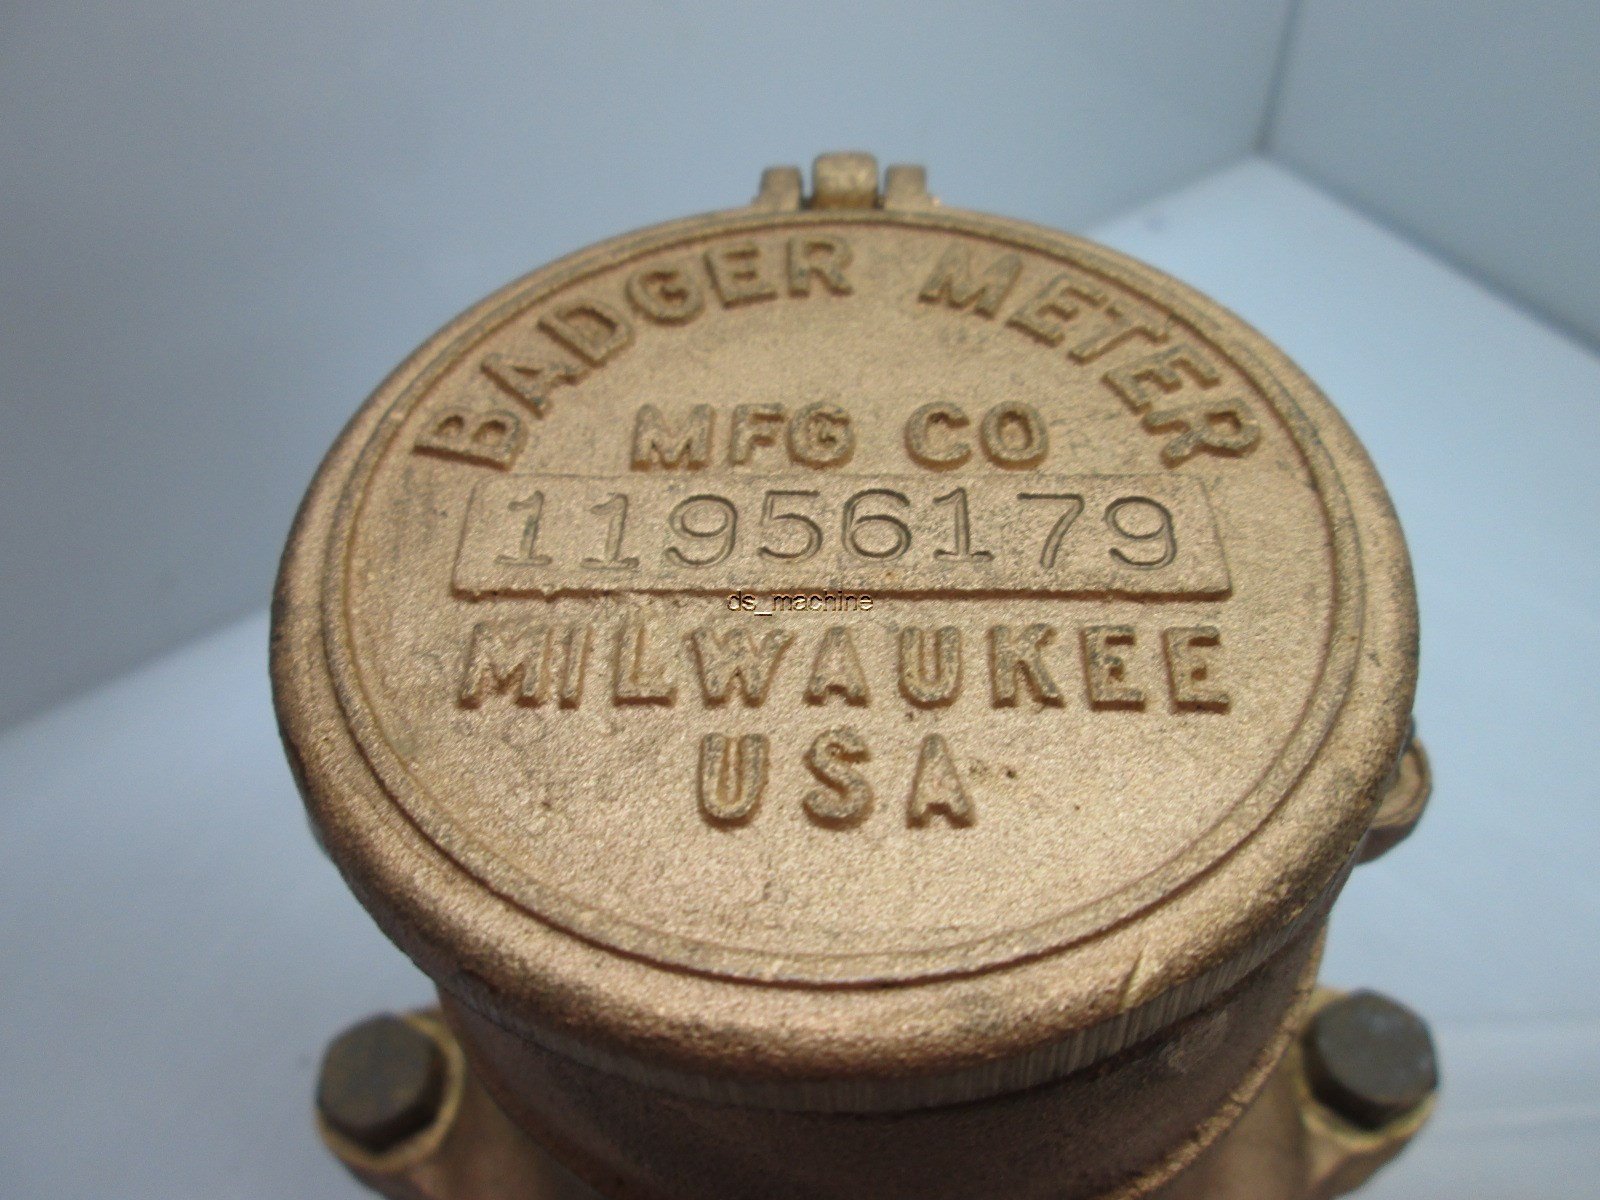 BADGER METER
MFG CO
11956179
ds_machine
MILWAUKEE
USA